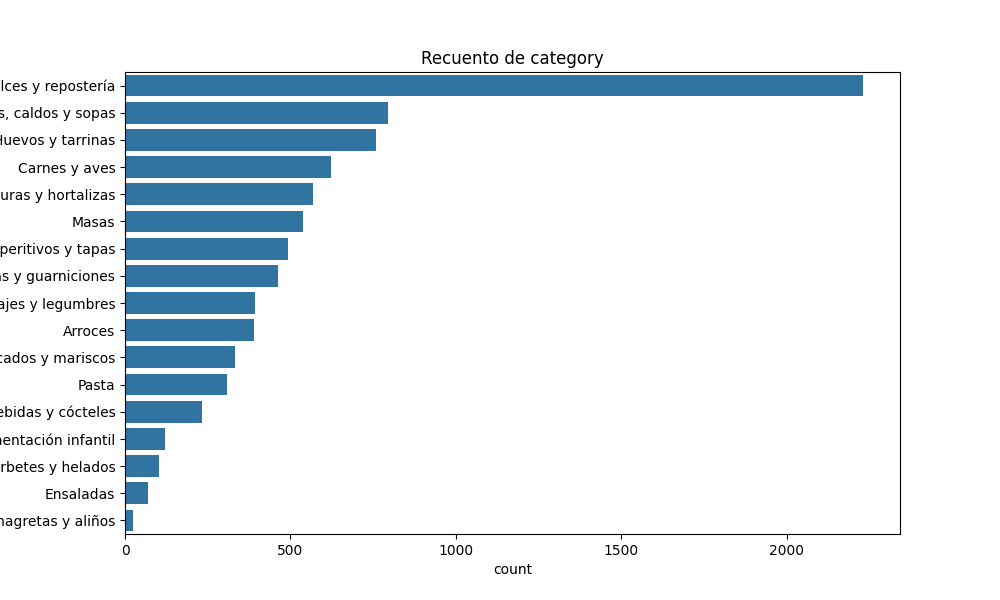 Recuento de category
lces y repostería
s, caldos y sopas
Huevos y tarrinas
Carnes y aves
uras y hortalizas
Masas
peritivos y tapas
as y guarniciones
ajes y legumbres
Arroces
cados y mariscos
Pasta
ebidas y cócteles
mentación infantil
rbetes y helados
Ensaladas
nagretas y aliños
0 500 1000 1500 2000
count